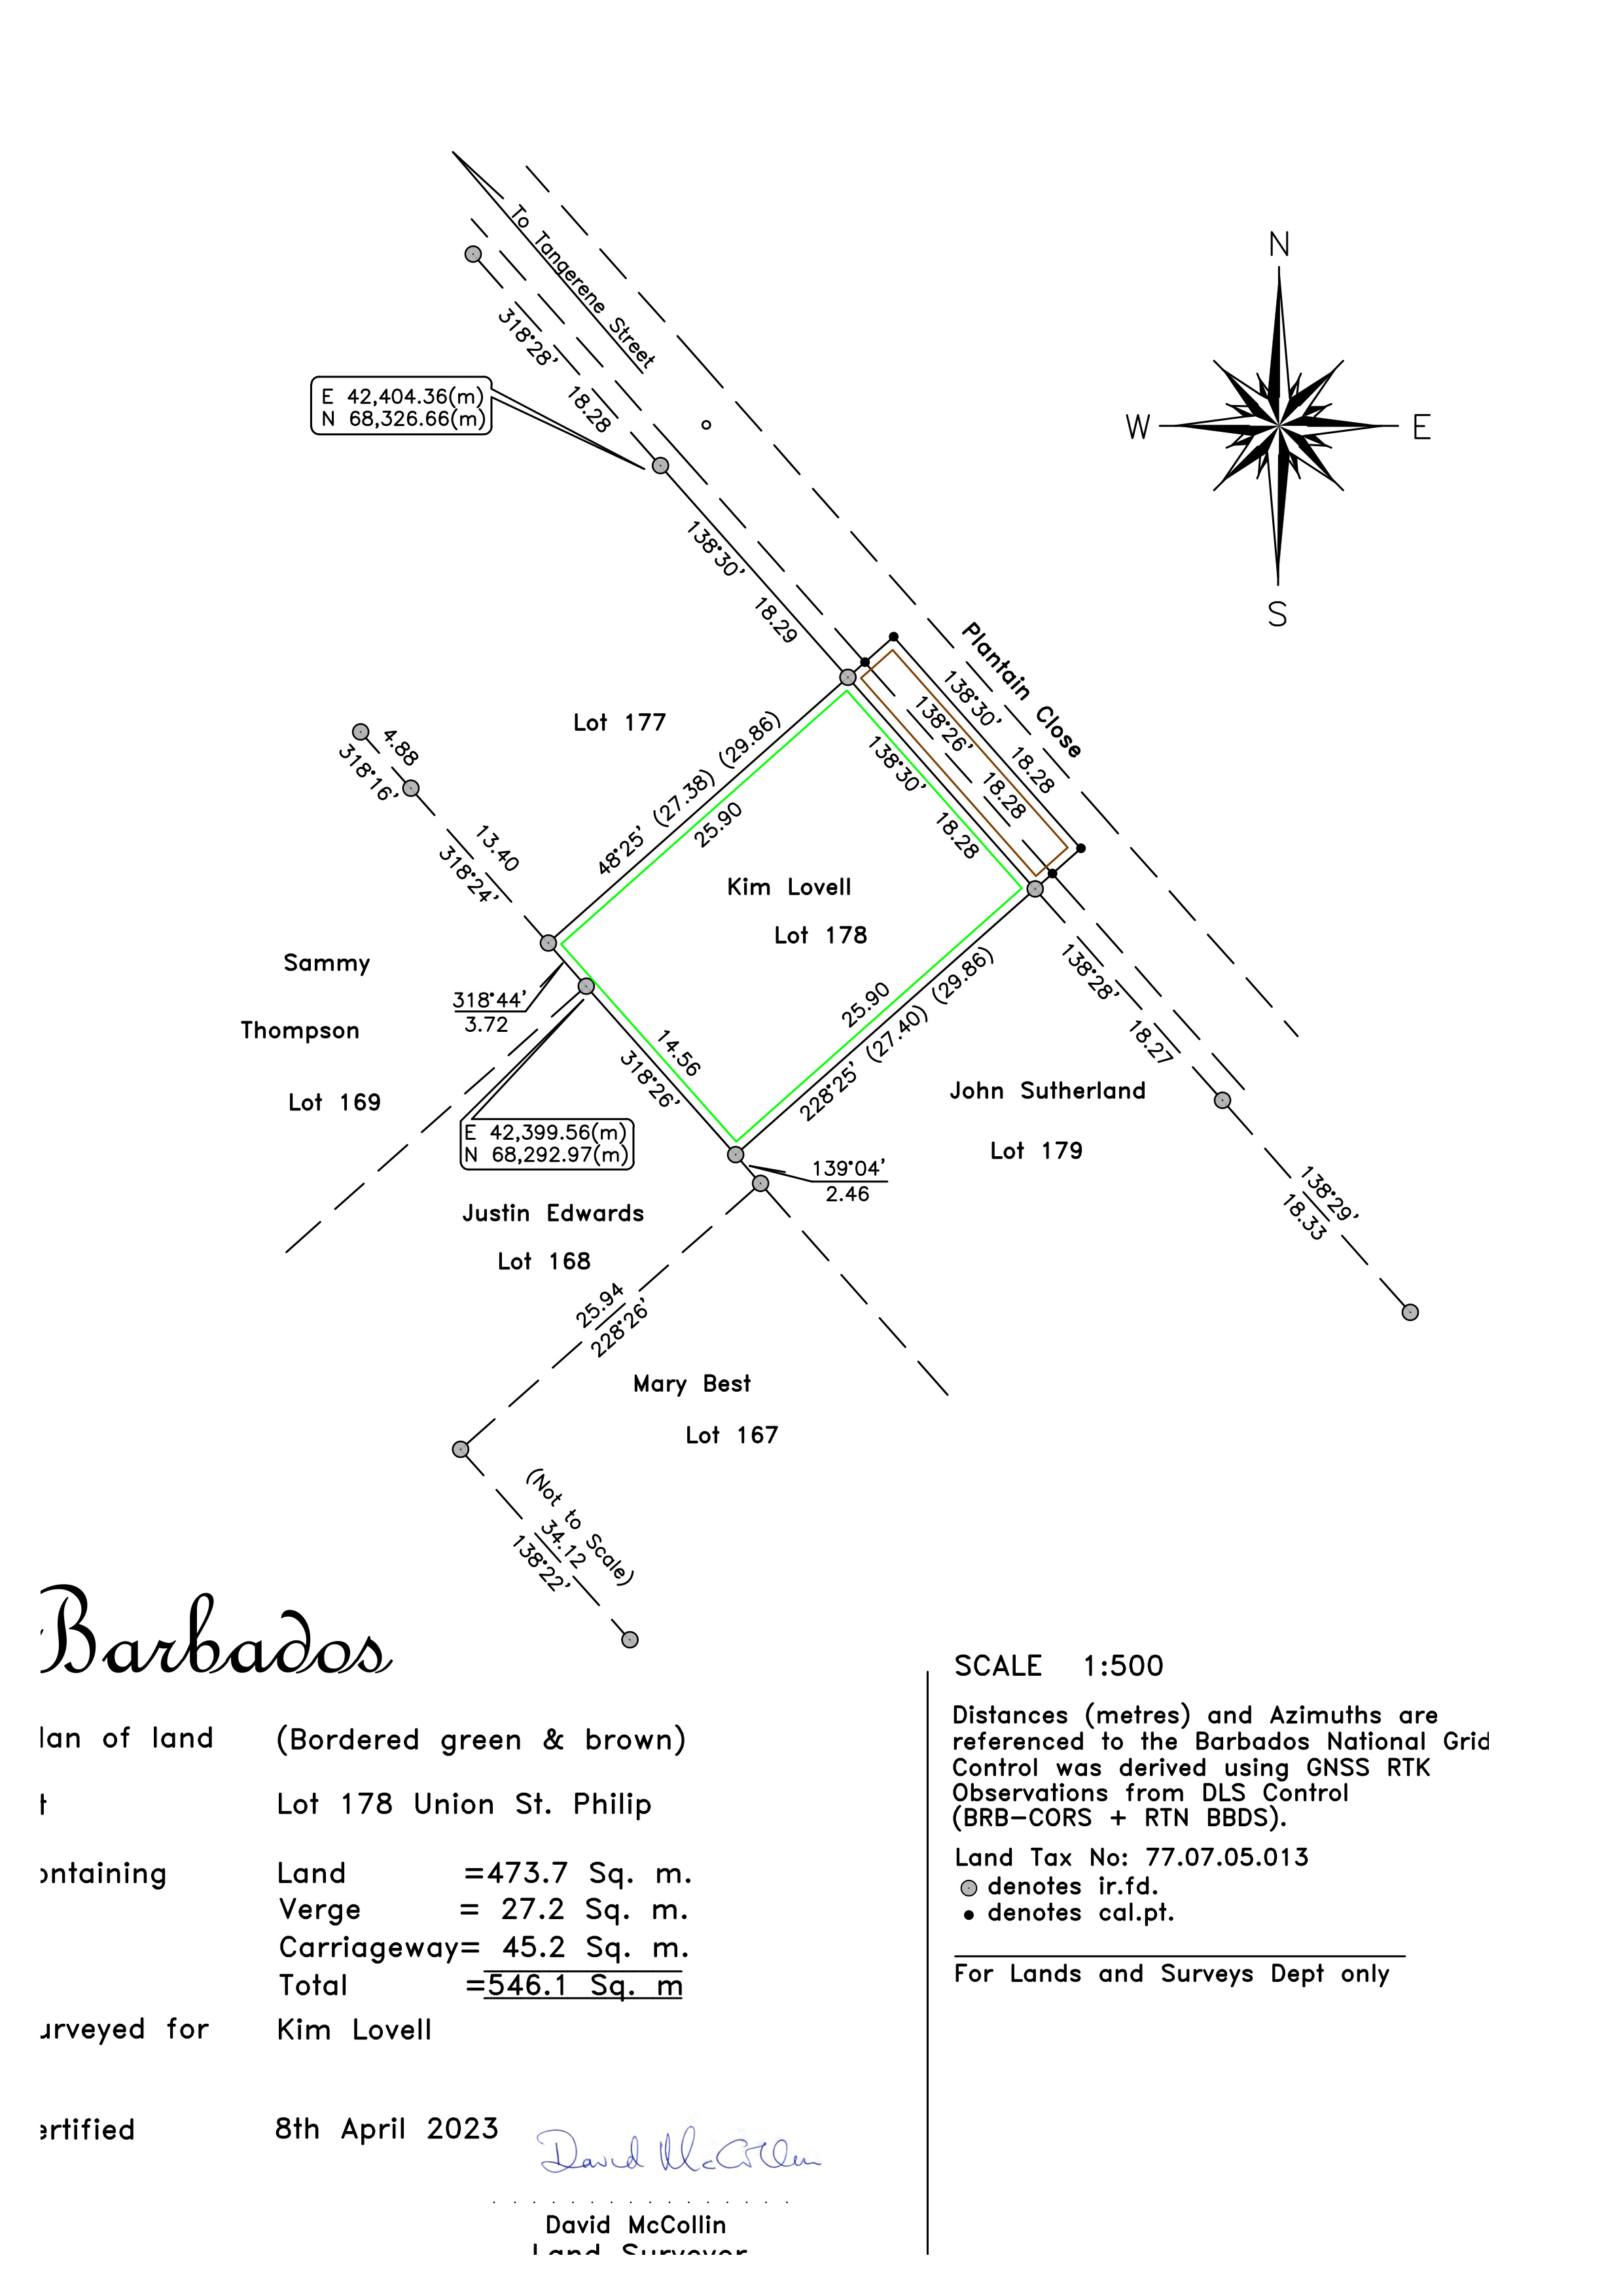 To Tangerene Street
N
W
E
S
318°28'
18.28
E 42,404.36(m)
N 68,326.66(m)
138°30'
18.29
Plantain Close
138°30'
18.28
138°26'
18.28
138°30'
18.28
Lot 177
48°25' (27.38) (29.86)
25.90
4.88
318°16'
13.40
318°24'
Kim Lovell
Lot 178
Sammy
Thompson
Lot 169
318°44'
3.72
14.56
318°26'
25.90
228°25' (27.40) (29.86)
138°28'
18.27
John Sutherland
Lot 179
E 42,399.56(m)
N 68,292.97(m)
139°04'
2.46
138°29'
18.33
Justin Edwards
Lot 168
25.94
228°26'
Mary Best
Lot 167
(Not to Scale)
34.12
138°22'
Barbados
lan of land (Bordered green & brown)
t Lot 178 Union St. Philip
ontaining Land =473.7 Sq. m.
Verge = 27.2 Sq. m.
Carriageway= 45.2 Sq. m.
Total =546.1 Sq. m
urveyed for Kim Lovell
ertified 8th April 2023
David McCollin
David McCollin
Land Surveyor
SCALE 1:500
Distances (metres) and Azimuths are
referenced to the Barbados National Grid
Control was derived using GNSS RTK
Observations from DLS Control
(BRB-CORS + RTN BBDS).
Land Tax No: 77.07.05.013
denotes ir.fd.
denotes cal.pt.
For Lands and Surveys Dept only